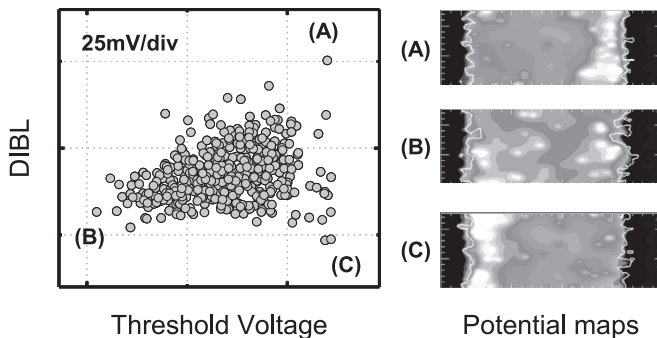 25mV/div
(A)
(B)
(C)
DIBL
Threshold Voltage
(A)
(B)
(C)
Potential maps